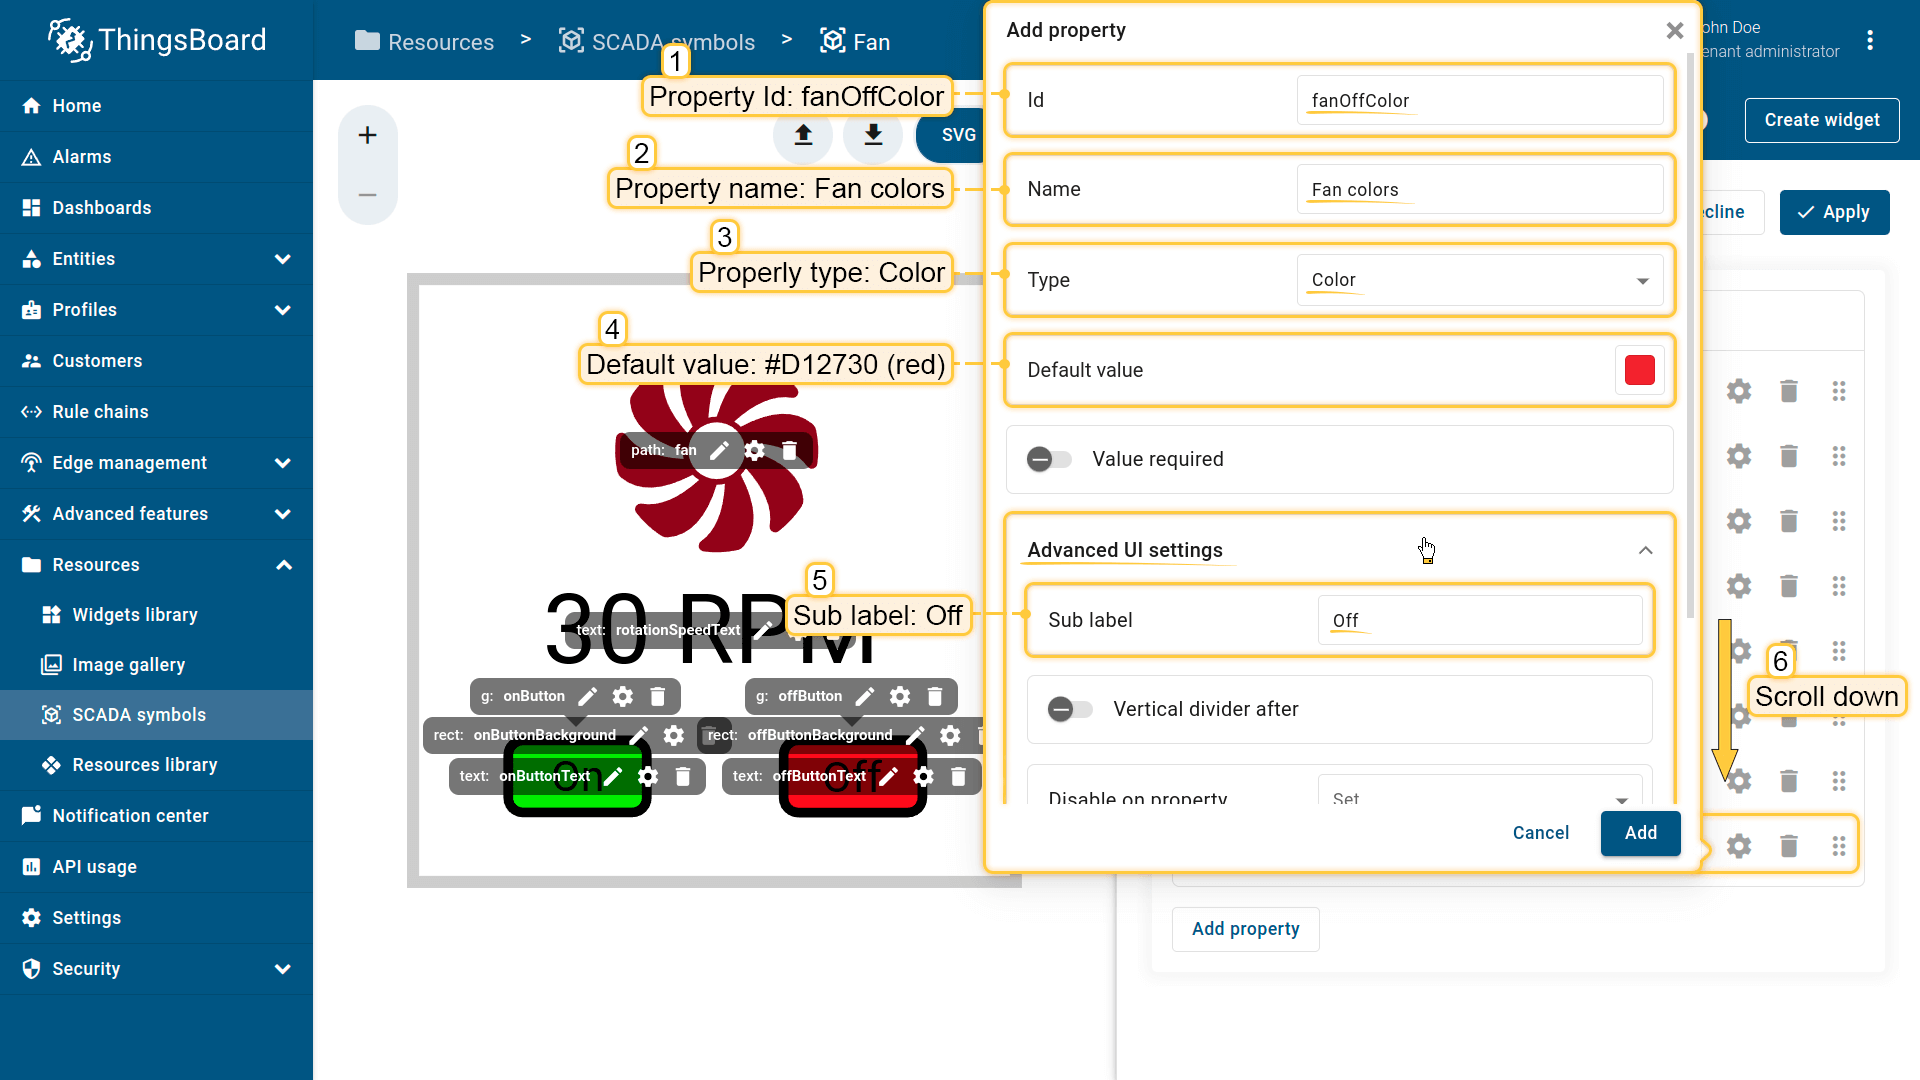 ThingsBoard
Home
Alarms
Dashboards
Entities
Profiles
Customers
Rule chains
Edge management
Advanced features
Resources
Widgets library
Image gallery
SCADA symbols
Resources library
Notification center
API usage
Settings
Security
Resources > SCADA symbols > Fan
1
Property Id: fanOffColor
2
Property name: Fan colors
3
Properly type: Color
4
Default value: #D12730 (red)
SVG
path: fan
30 RPM
text: rotationSpeedText
5
Sub label: Off
g: onButton
g: offButton
rect: onButtonBackground
rect: offButtonBackground
On
text: onButtonText
Off
text: offButtonText
Add property
Id
fanOffColor
Name
Fan colors
Type
Color
Default value
Value required
Advanced UI settings
Sub label
Off
Vertical divider after
Disable on property
Set
Cancel
Add
ohn Doe
enant administrator
Create widget
cline
Apply
6
Scroll down
Add property